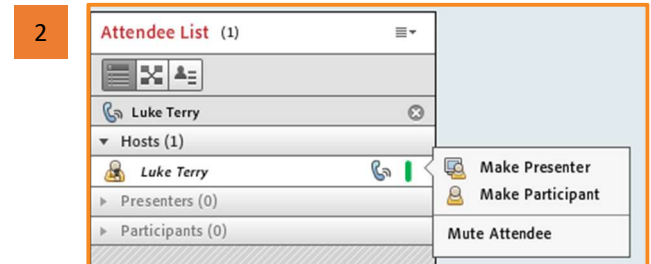 2
Attendee List (1)
Luke Terry
Hosts (1)
Luke Terry
Make Presenter
Make Participant
Presenters (0)
Participants (0)
Mute Attendee